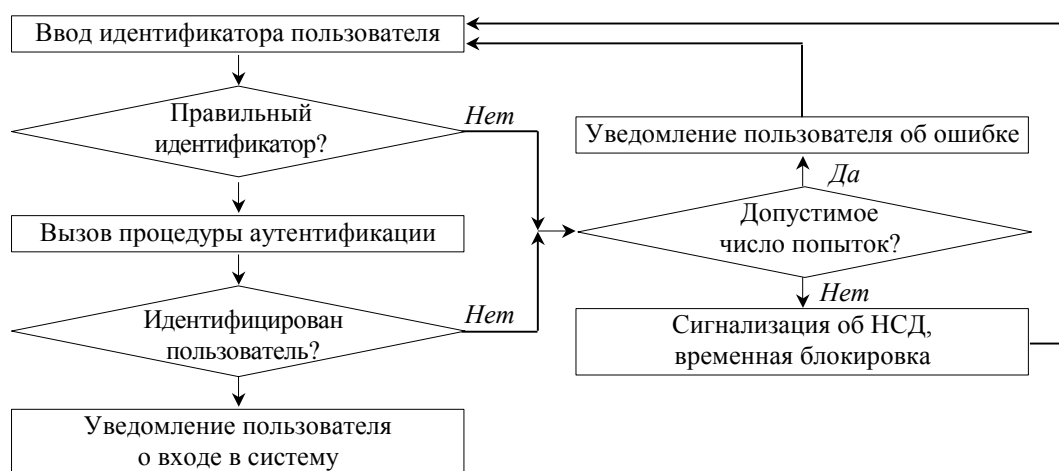 Ввод идентификатора пользователя
Правильный
идентификатор?
Нет
Уведомление пользователя об ошибке
Да
Вызов процедуры аутентификации
Допустимое
число попыток?
Нет
Идентифицирован
пользователь?
Нет
Сигнализация об НСД,
временная блокировка
Уведомление пользователя
о входе в систему